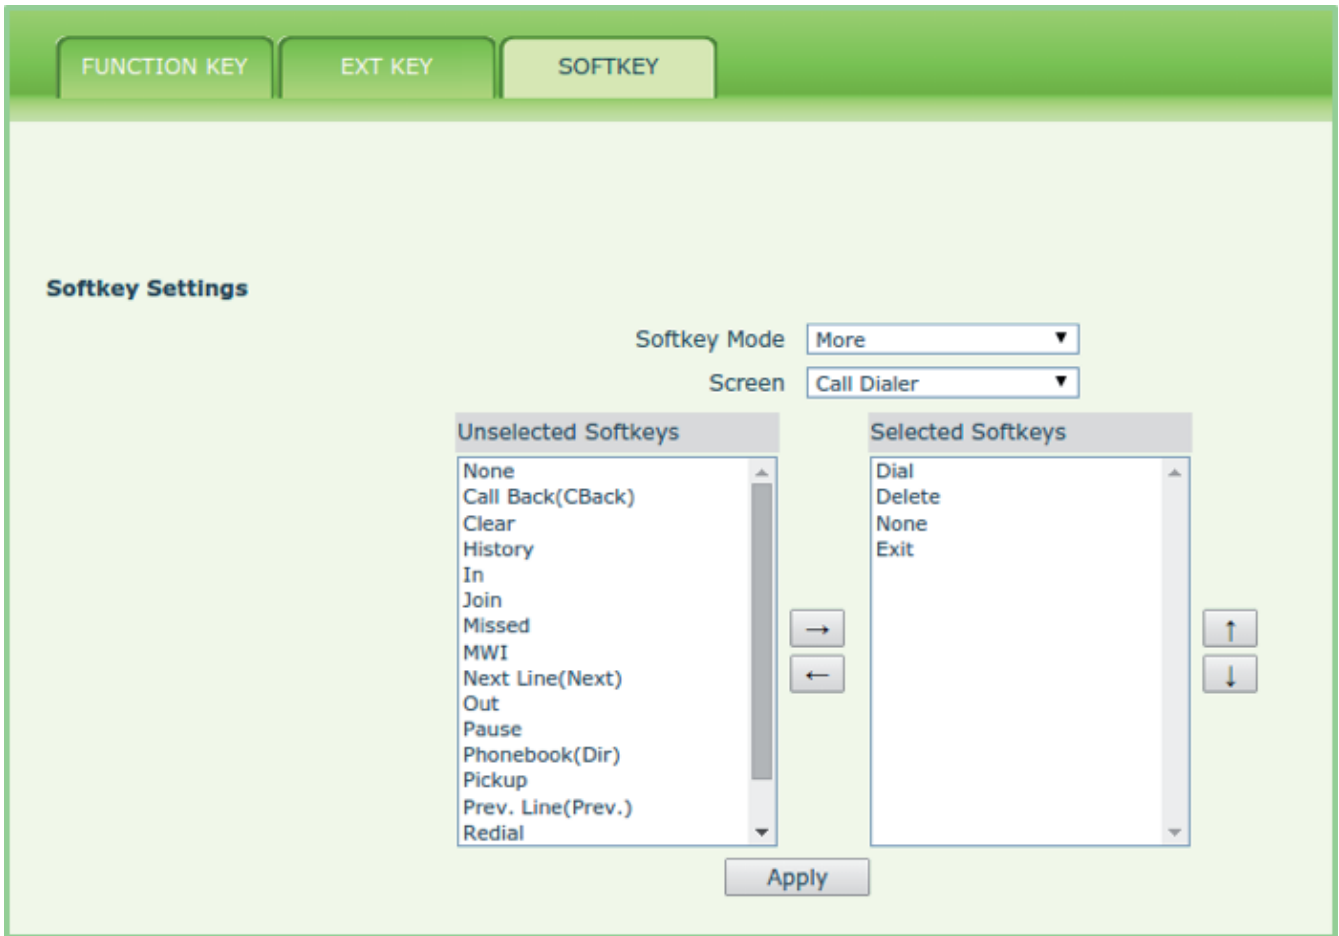 FUNCTION KEY
EXT KEY
SOFTKEY
Softkey Settings
Softkey Mode
More
Screen
Call Dialer
Unselected Softkeys
None
Call Back(CBack)
Clear
History
In
Join
Missed
MWI
Next Line(Next)
Out
Pause
Phonebook(Dir)
Pickup
Prev. Line(Prev.)
Redial
→
←
Selected Softkeys
Dial
Delete
None
Exit
↑
↓
Apply